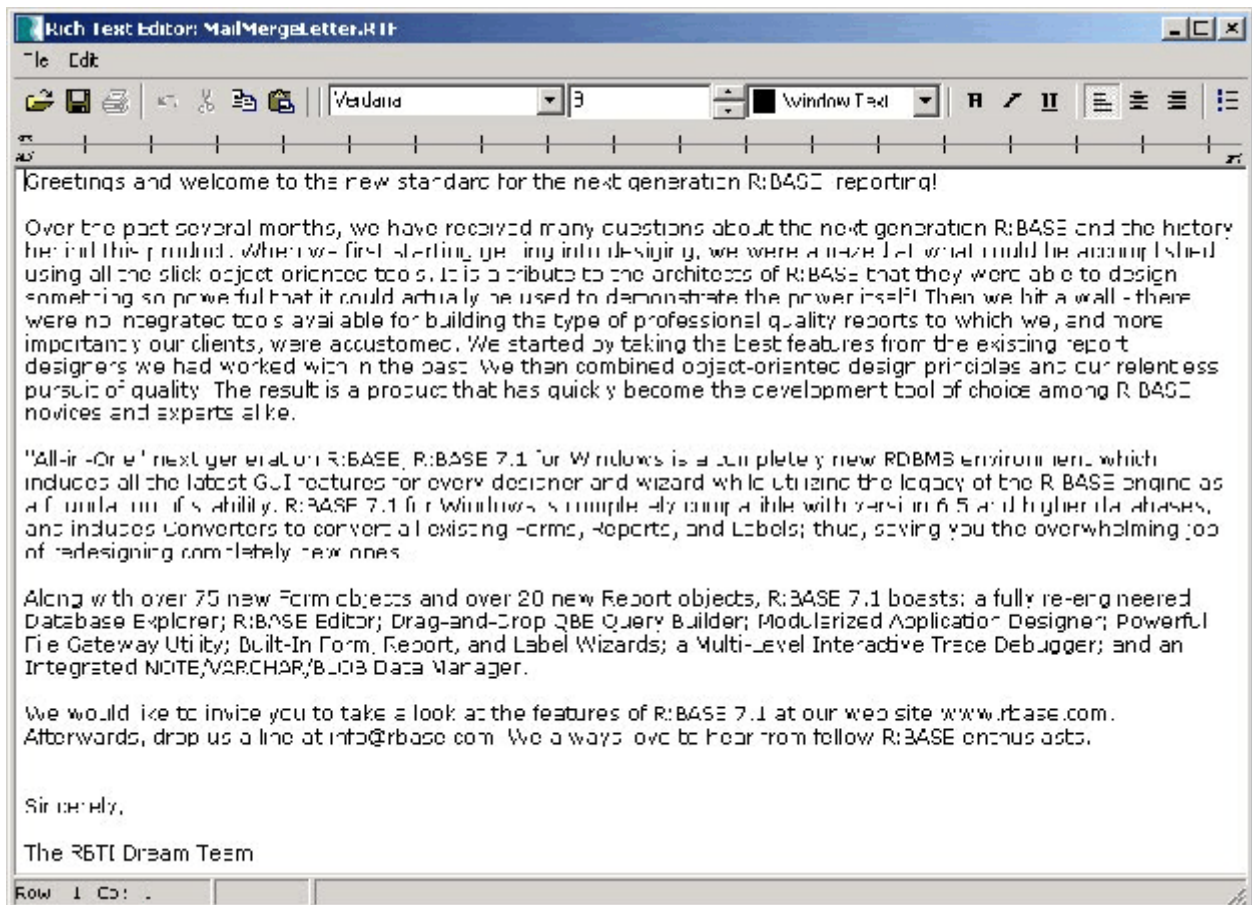 Rich Text Editor: MailMergeLetter.RTF
File Edit
Verdana Window Text
Greetings and welcome to the new standard for the next generation R:BASE reporting!
Over the past several months, we have received many questions about the next generation R:BASE and the history
behind this product. When we first starting getting into desigirg, we were amazed at what could be accomplished
using all the slick object-oriented tools. It is a tribute to the architects of R:BASE that they were able to design
something so powerful that it could actually be used to demonstrate the power itself! Then we hit a wall - there
were no integrated tools available for building the type of professional quality reports to which we, and more
importantly our clients, were accustomed. We started by taking the best features from the existing report
designers we had worked with in the past. We then combined object-oriented design principles and our relentless
pursuit of quality. The result is a product that has quickly become the development tool of choice among R:BASE
novices and experts alike.
"All-in-One" next generation R:BASE, R:BASE 7.1 for Windows is a completely new RDBMS environment which
includes all the latest GUI features for every designer and wizard while utilizing the legacy of the R:BASE engine as
a foundation of stability. R:BASE 7.1 for Windows is completely compatible with version 6.5 and higher databases,
and includes Converters to convert all existing Forms, Reports, and Labels; thus, saving you the overwhelming job
of redesigning completely new ones.
Along with over 75 new Form objects and over 20 new Report objects, R:BASE 7.1 boasts: a fully re-engineered
Database Explorer; R:BASE Editor; Drag-and-Drop QBE Query Builder; Modularized Application Designer; Powerful
File Gateway Utility; Built-In Form, Report, and Label Wizards; a Multi-Level Interactive Trace Debugger; and an
Integrated NOTE/VARCHAR/BLOB Data Manager.
We would like to invite you to take a look at the features of R:BASE 7.1 at our web site www.rbase.com.
Afterwards, drop us a line at info@rbase.com. We always love to hear from fellow R:BASE enthusiasts.
Sincerely,
The RBTI Dream Team
Row: 1 Col: 1